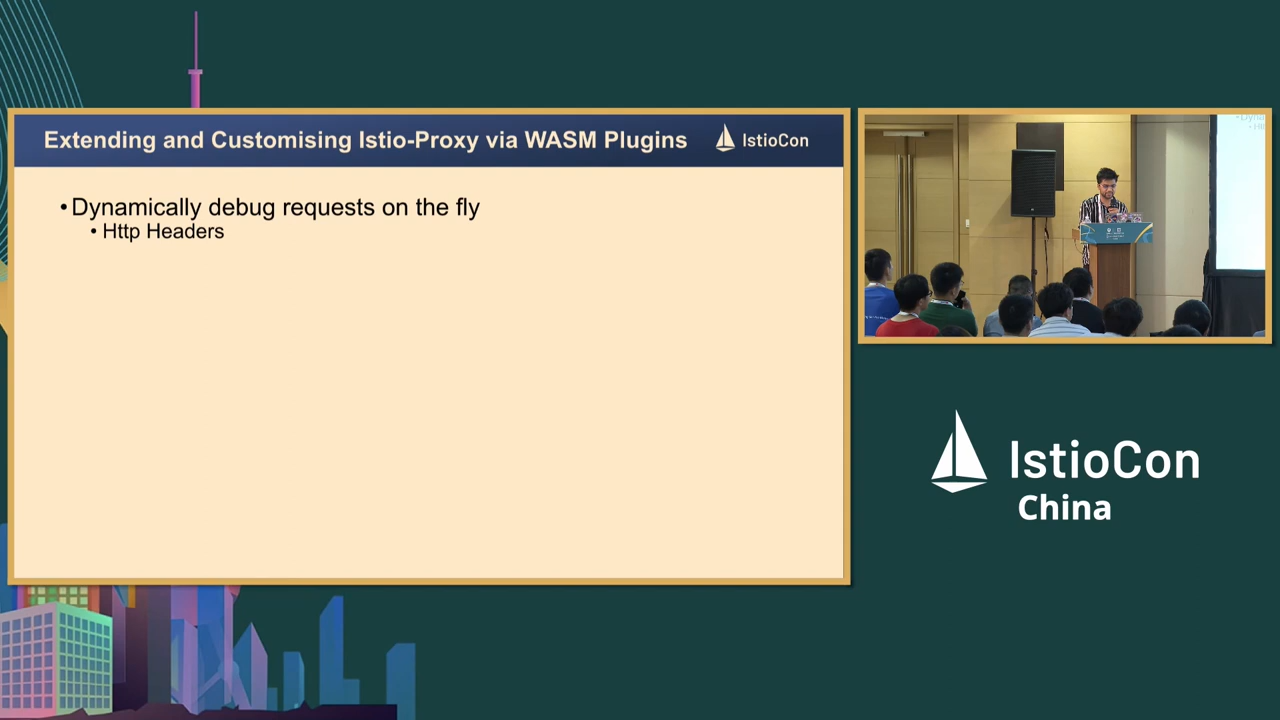 Extending and Customising Istio-Proxy via WASM Plugins
IstioCon
•Dynamically debug requests on the fly
•Http Headers
IstioCon
China